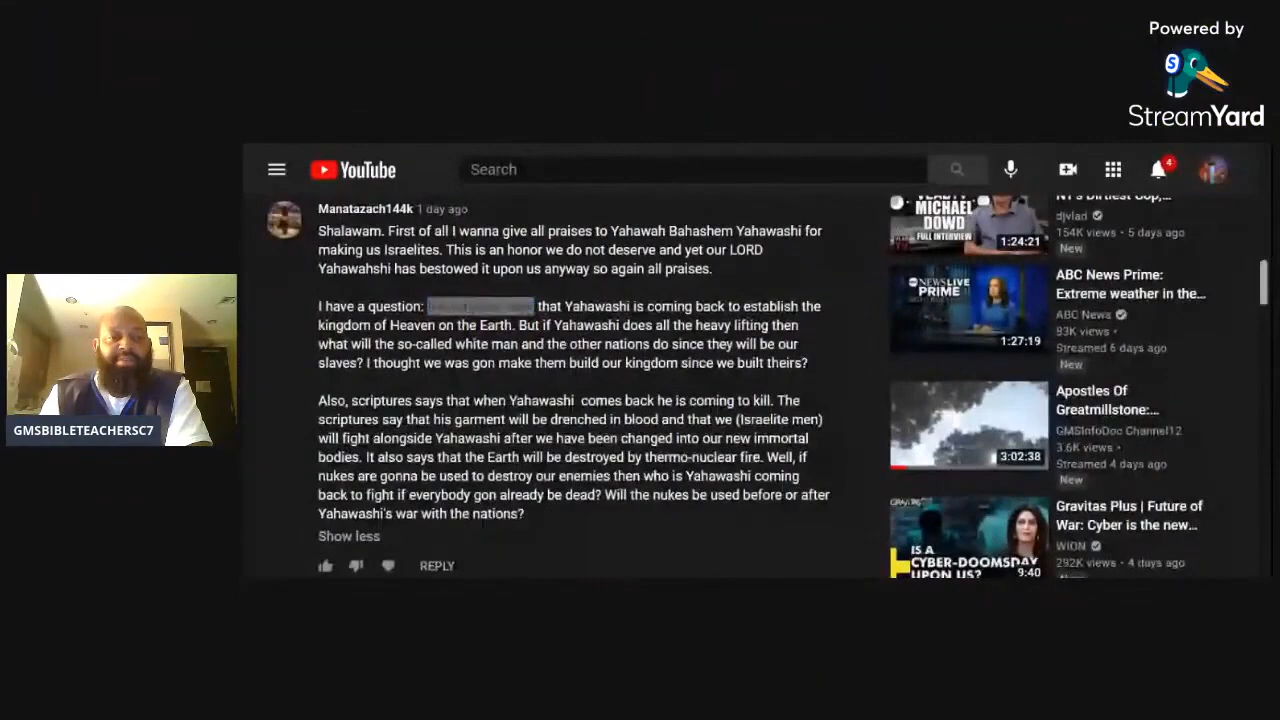 Powered by
StreamYard
YouTube
Search
4
Manatazach144k 1 day ago
Shalawam. First of all I wanna give all praises to Yahawah Bahashem Yahawashi for
making us Israelites. This is an honor we do not deserve and yet our LORD
Yahawahshi has bestowed it upon us anyway so again all praises.
I have a question: that Yahawashi is coming back to establish the
kingdom of Heaven on the Earth. But if Yahawashi does all the heavy lifting then
what will the so-called white man and the other nations do since they will be our
slaves? I thought we was gon make them build our kingdom since we built theirs?
Also, scriptures says that when Yahawashi comes back he is coming to kill. The
scriptures say that his garment will be drenched in blood and that we (Israelite men)
will fight alongside Yahawashi after we have been changed into our new immortal
bodies. It also says that the Earth will be destroyed by thermo-nuclear fire. Well, if
nukes are gonna be used to destroy our enemies then who is Yahawashi coming
back to fight if everybody gon already be dead? Will the nukes be used before or after
Yahawashi's war with the nations?
Show less
REPLY
GMSBIBLETEACHERSC7
MICHAEL
DOWD
FULL INTERVIEW
1:24:21
djvlad
154K views • 5 days ago
New
NEWSLIVE
PRIME
1:27:19
ABC News Prime:
Extreme weather in the...
ABC News
83K views •
Streamed 6 days ago
New
3:02:38
Apostles Of
Greatmillstone:...
GMSInfoDoc Channel12
3.6K views •
Streamed 4 days ago
New
GRAVITAS
IS A
CYBER-DOOMSDAY
UPON US?
9:40
Gravitas Plus | Future of
War: Cyber is the new...
WION
292K views • 4 days ago